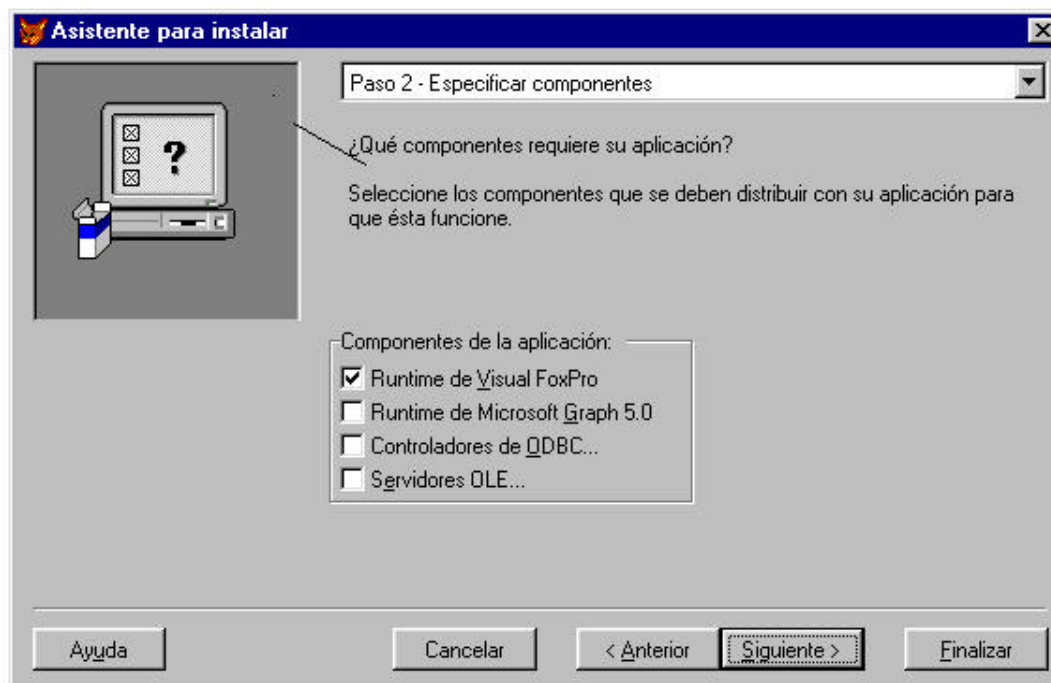 Asistente para instalar
Paso 2 - Especificar componentes
¿Qué componentes requiere su aplicación?
Seleccione los componentes que se deben distribuir con su aplicación para
que ésta funcione.
?
Componentes de la aplicación:
Runtime de Visual FoxPro
Runtime de Microsoft Graph 5.0
Controladores de ODBC...
Servidores OLE...
Ayuda
Cancelar
< Anterior
Siguiente >
Finalizar